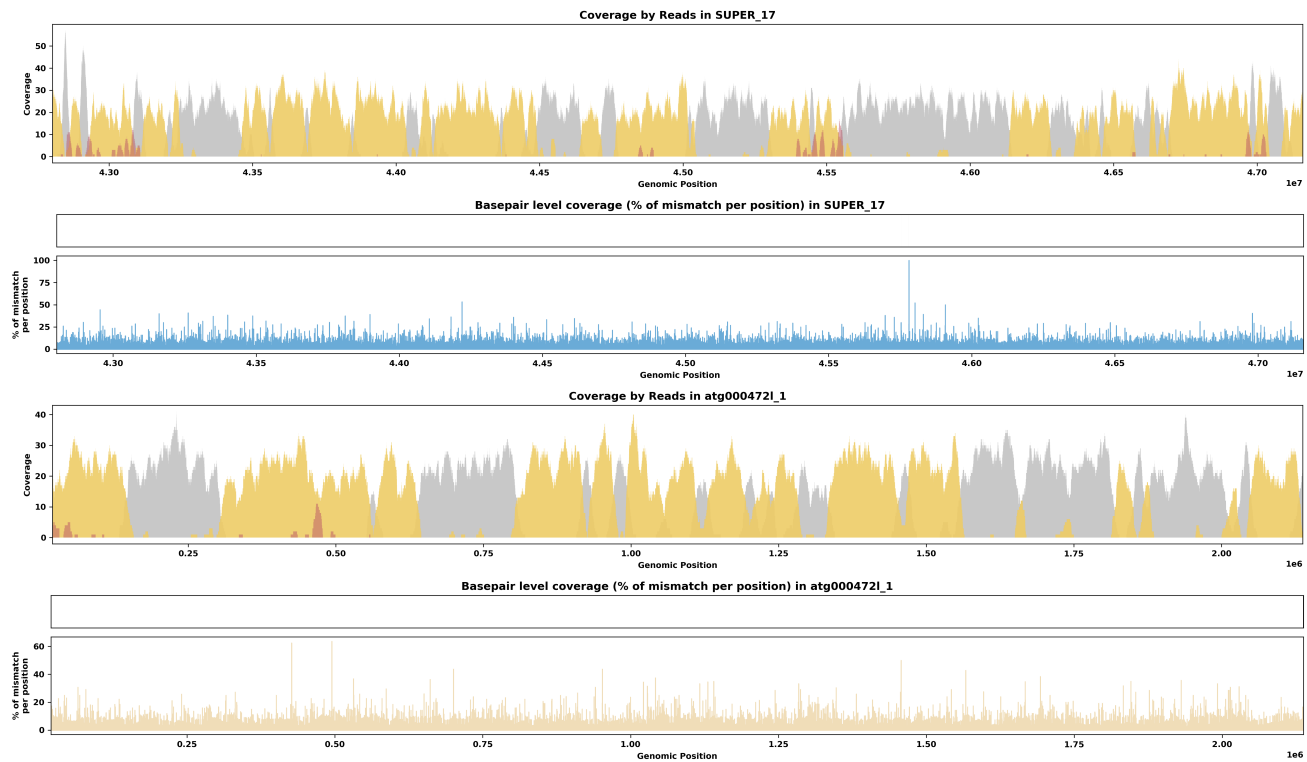 Coverage by Reads in SUPER_17
Coverage
50
40
30
20
10
0
4.30 4.35 4.40 4.45 4.50 4.55 4.60 4.65 4.70
Genomic Position
1e7
Basepair level coverage (% of mismatch per position) in SUPER_17
% of mismatch
per position
100
75
50
25
0
4.30 4.35 4.40 4.45 4.50 4.55 4.60 4.65 4.70
Genomic Position
1e7
Coverage by Reads in atg000472l_1
Coverage
40
30
20
10
0
0.25 0.50 0.75 1.00 1.25 1.50 1.75 2.00
Genomic Position
1e6
Basepair level coverage (% of mismatch per position) in atg000472l_1
% of mismatch
per position
60
40
20
0
0.25 0.50 0.75 1.00 1.25 1.50 1.75 2.00
Genomic Position
1e6